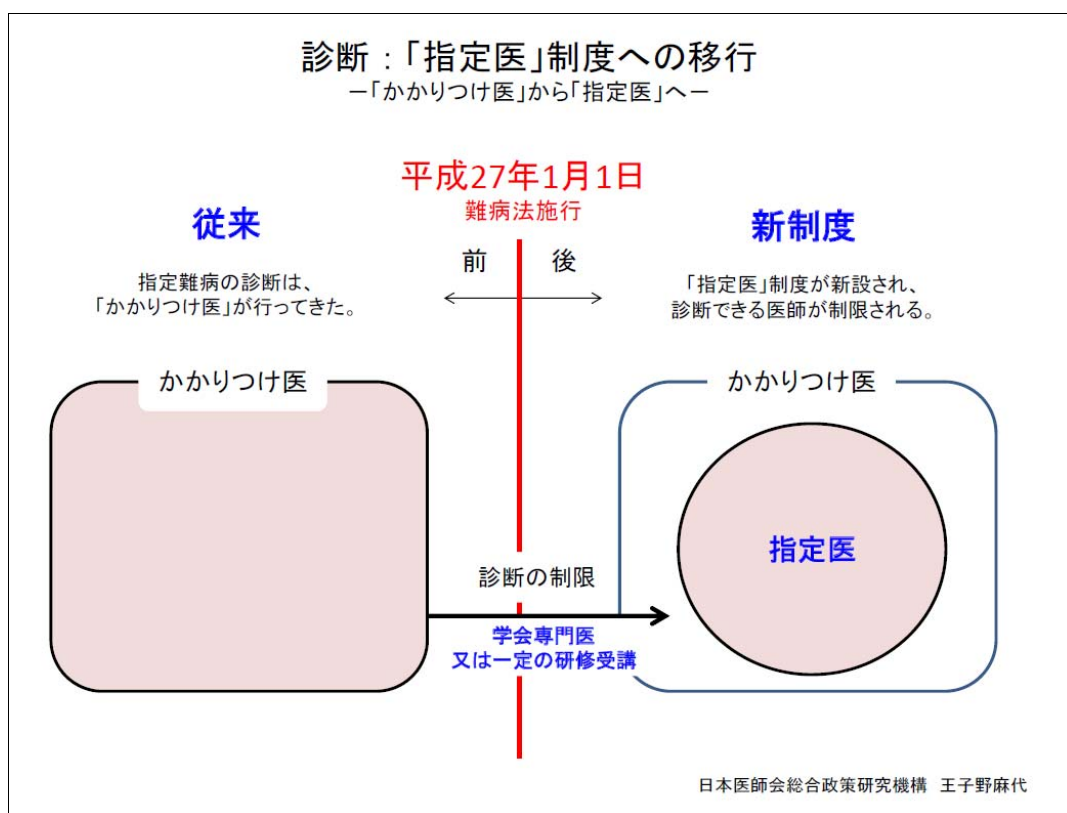 診断：「指定医」制度への移行
－「かかりつけ医」から「指定医」へ－
平成27年1月1日
難病法施行
従来
新制度
前
後
指定難病の診断は、
「かかりつけ医」が行ってきた。
「指定医」制度が新設され、
診断できる医師が制限される。
かかりつけ医
かかりつけ医
指定医
診断の制限
学会専門医
又は一定の研修受講
日本医師会総合政策研究機構　王子野麻代